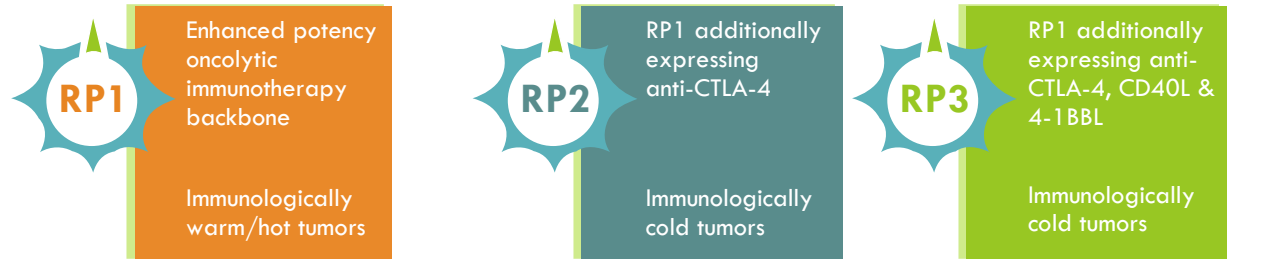 RP1
Enhanced potency
oncolytic
immunotherapy
backbone
Immunologically
warm/hot tumors
RP2
RP1 additionally
expressing
anti-CTLA-4
Immunologically
cold tumors
RP3
RP1 additionally
expressing anti-
CTLA-4, CD40L &
4-1BBL
Immunologically
cold tumors